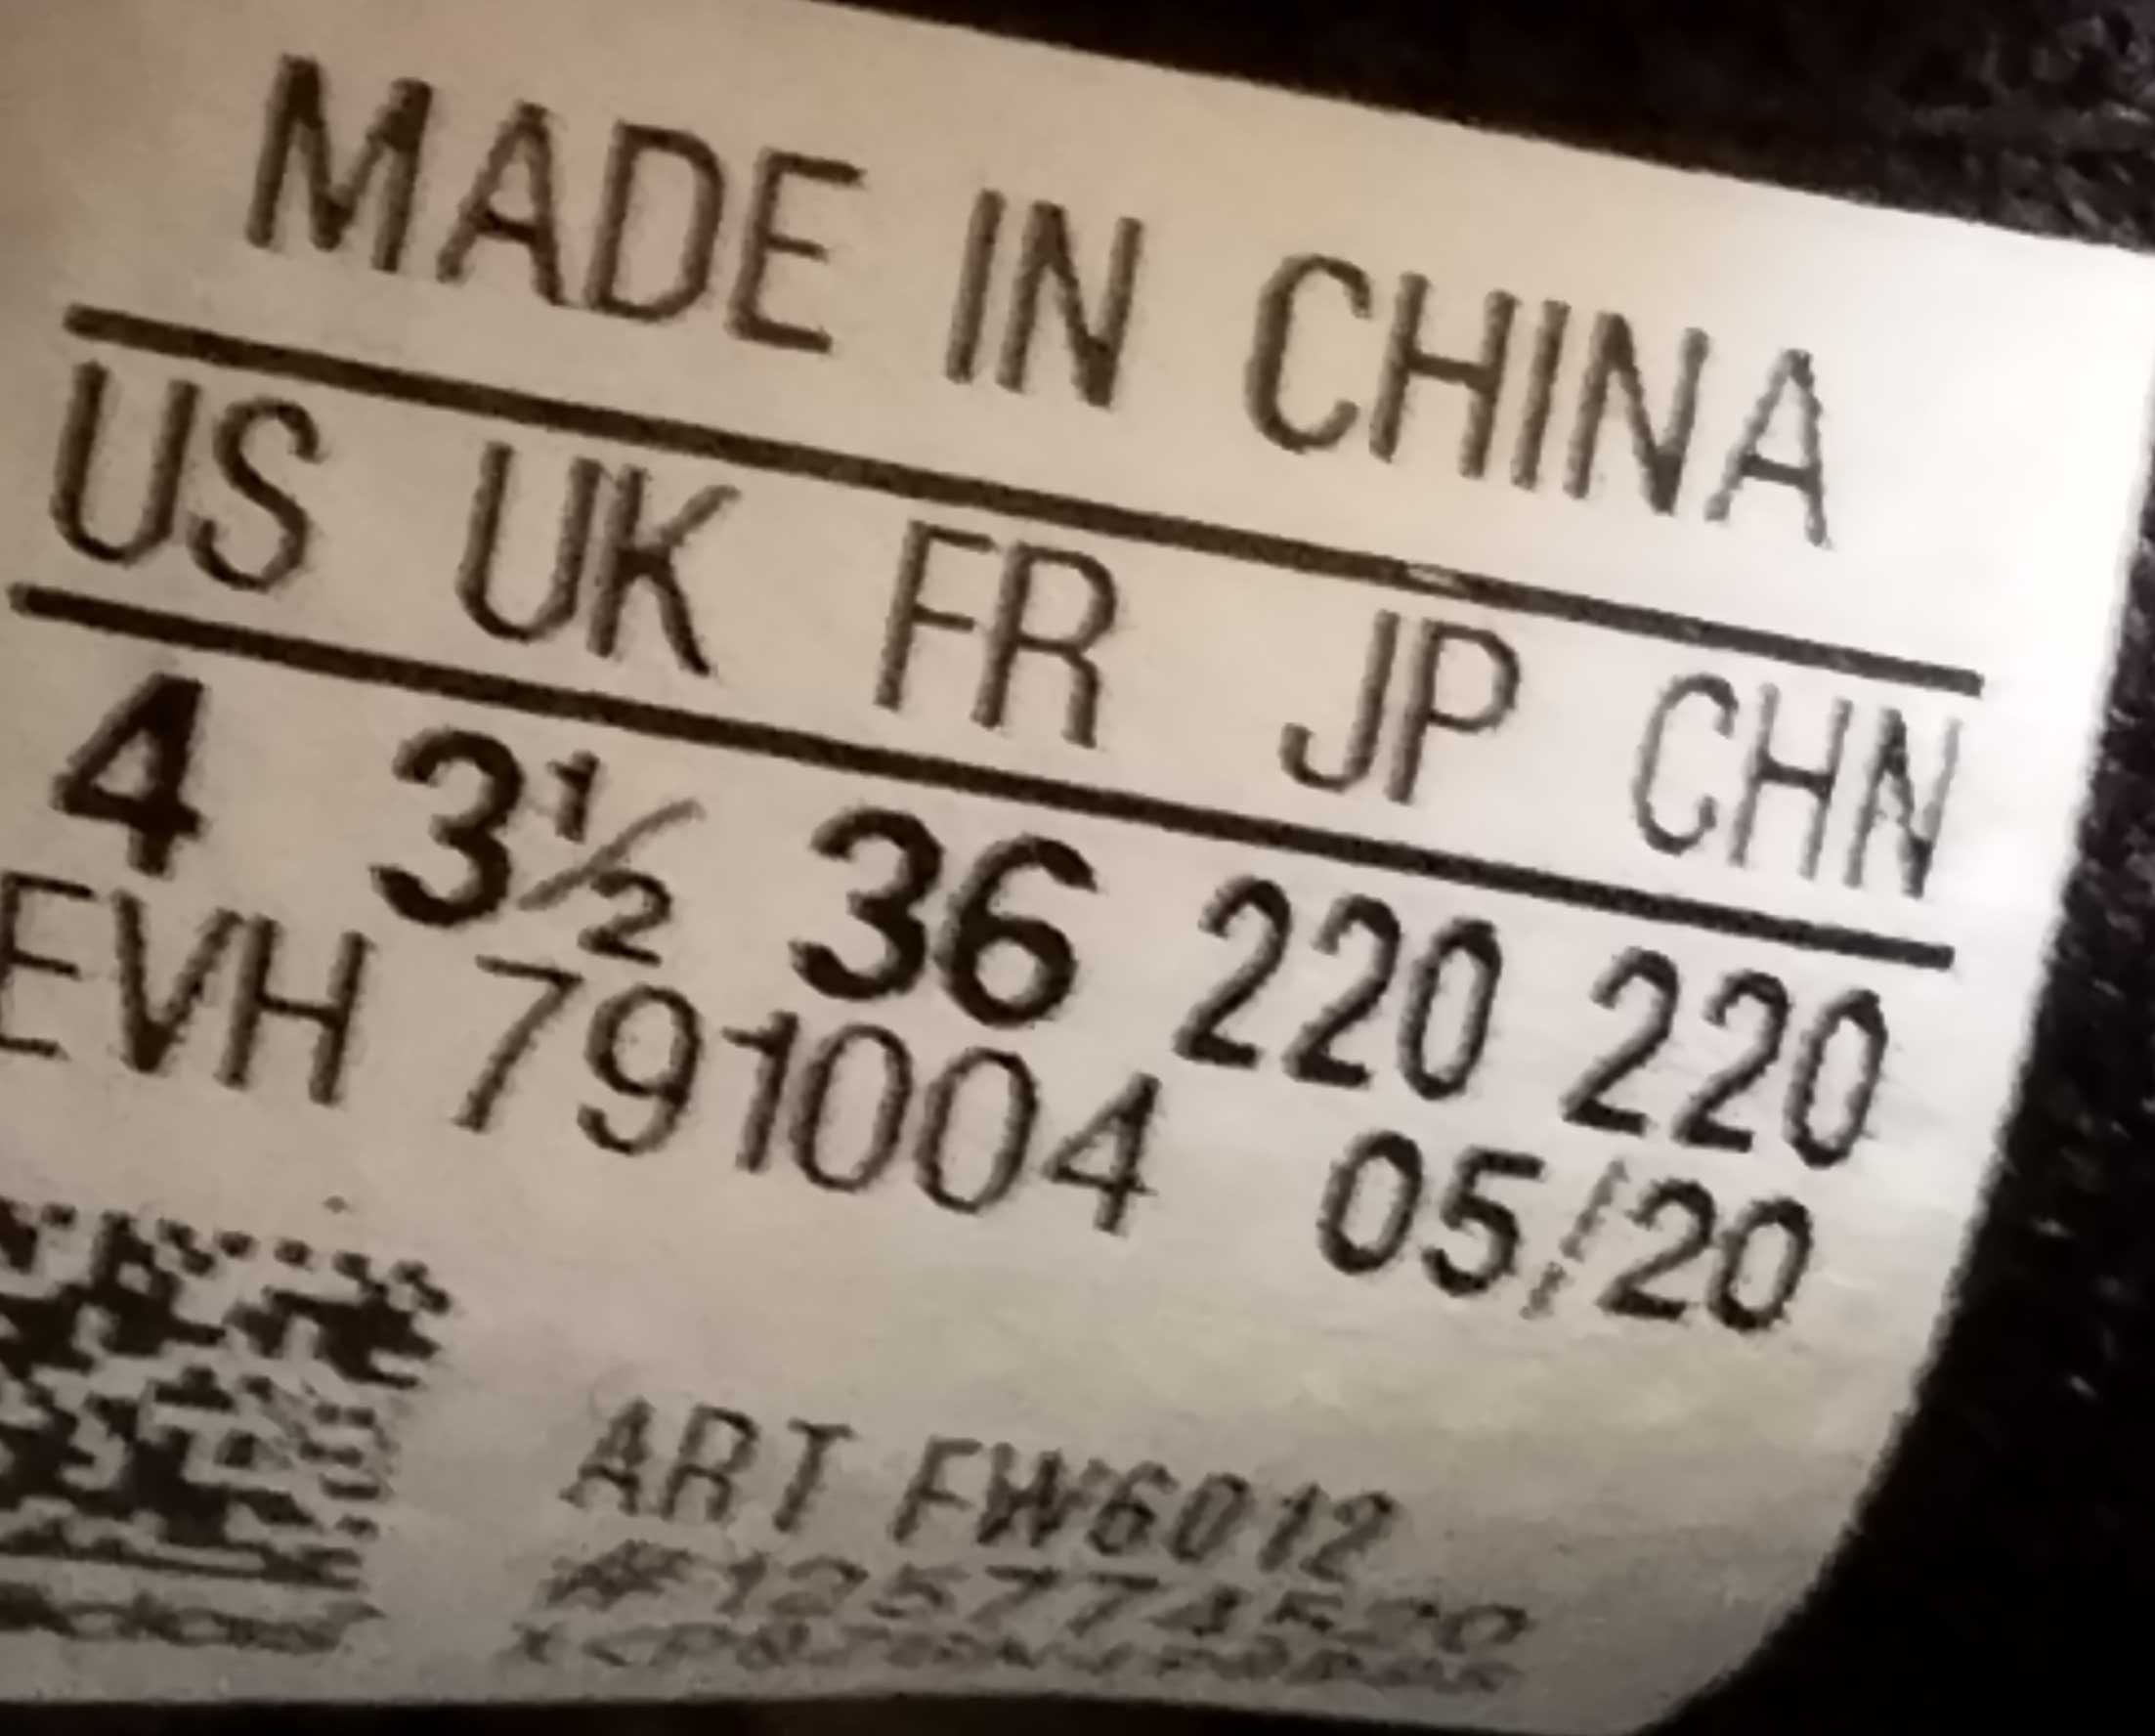 MADE IN CHINA
US UK FR JP CHN
4 3½ 36 220 220
EVH 791004 05/20
ART FW6012
#125774520